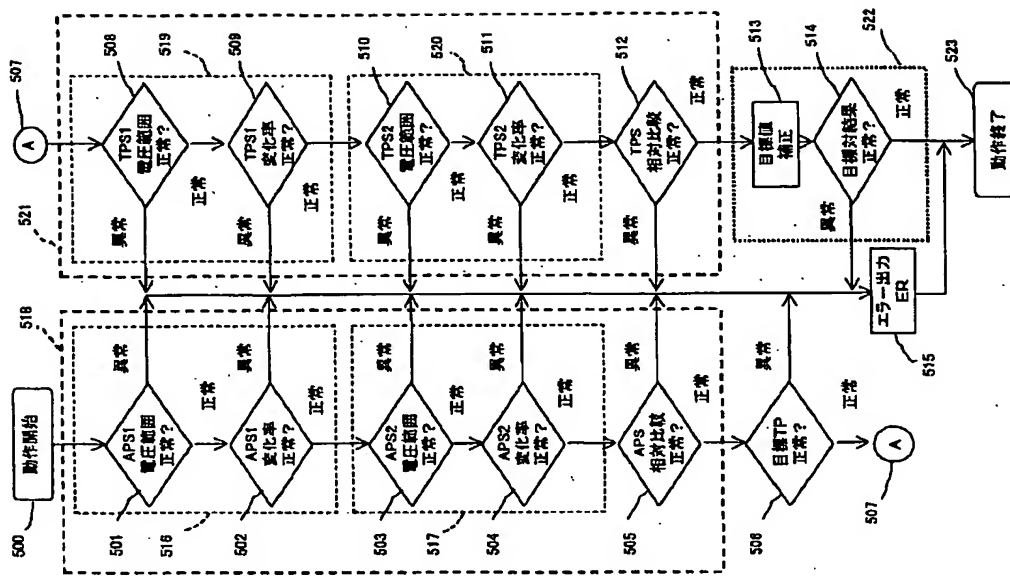 500
動作開始
518
501
APS1
電圧範囲
正常?
異常
正常
516
502
APS1
変化率
正常?
異常
正常
503
APS2
電圧範囲
正常?
異常
正常
517
504
APS2
変化率
正常?
異常
正常
505
APS
相対比較
正常?
異常
正常
506
目標TP
正常?
異常
正常
A
507
507
A
521
508
TPS1
電圧範囲
正常?
異常
正常
519
509
TPS1
変化率
正常?
異常
正常
510
TPS2
電圧範囲
正常?
異常
正常
520
511
TPS2
変化率
正常?
異常
正常
512
TPS
相対比較
正常?
異常
正常
513
目標値
補正
514
522
目標対結果
正常?
異常
正常
エラー出力
ER
515
523
動作終了